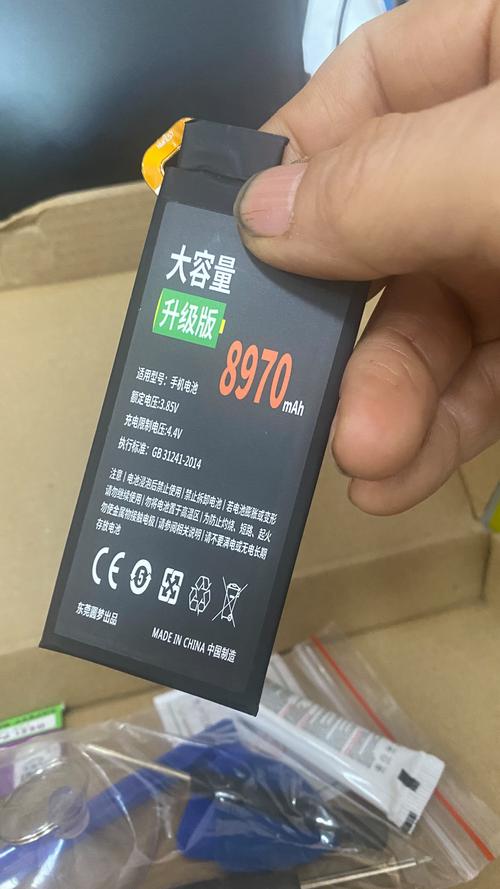 大容量
升级版
8970mAh
适用型号：手机电池
额定电压:3.85V
充电限制电压:4.4V
执行标准：GB 31241-2014
注意 | 电池浸泡后禁止使用 | 禁止拆卸电池 | 若电池膨胀或变形
请勿继续使用 | 勿将电池置于高温区 | 为防止灼烧、短路、起火
勿使金属物接触电极 | 请参阅相关说明 | 请不要满电或无电长期
存放电池
CE
东莞圆梦出品
MADE IN CHINA 中国制造